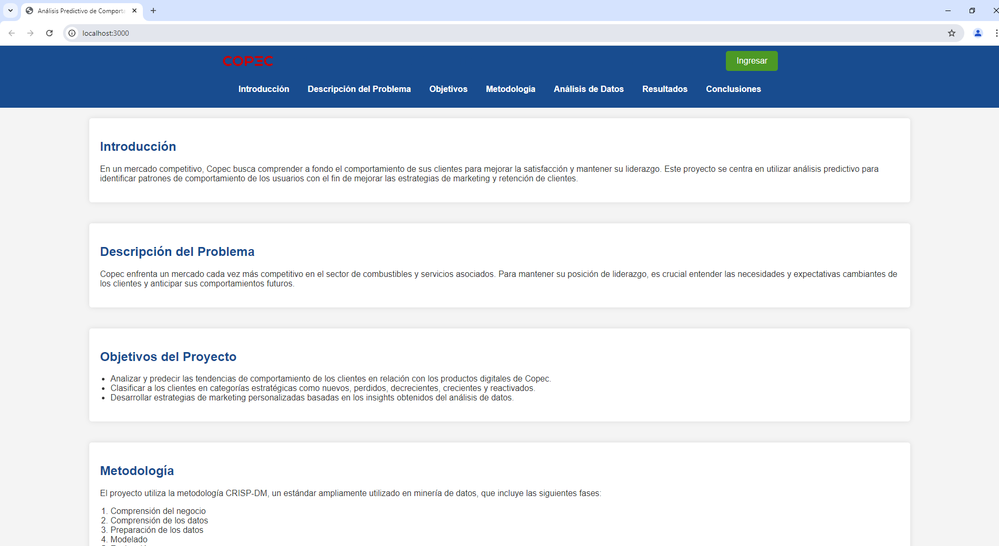 Análisis Predictivo de Comporta
localhost:3000
COPEC
Ingresar
Introducción Descripción del Problema Objetivos Metodología Análisis de Datos Resultados Conclusiones
Introducción
En un mercado competitivo, Copec busca comprender a fondo el comportamiento de sus clientes para mejorar la satisfacción y mantener su liderazgo. Este proyecto se centra en utilizar análisis predictivo para
identificar patrones de comportamiento de los usuarios con el fin de mejorar las estrategias de marketing y retención de clientes.
Descripción del Problema
Copec enfrenta un mercado cada vez más competitivo en el sector de combustibles y servicios asociados. Para mantener su posición de liderazgo, es crucial entender las necesidades y expectativas cambiantes de
los clientes y anticipar sus comportamientos futuros.
Objetivos del Proyecto
• Analizar y predecir las tendencias de comportamiento de los clientes en relación con los productos digitales de Copec.
• Clasificar a los clientes en categorías estratégicas como nuevos, perdidos, decrecientes, crecientes y reactivados.
• Desarrollar estrategias de marketing personalizadas basadas en los insights obtenidos del análisis de datos.
Metodología
El proyecto utiliza la metodología CRISP-DM, un estándar ampliamente utilizado en minería de datos, que incluye las siguientes fases:
1. Comprensión del negocio
2. Comprensión de los datos
3. Preparación de los datos
4. Modelado